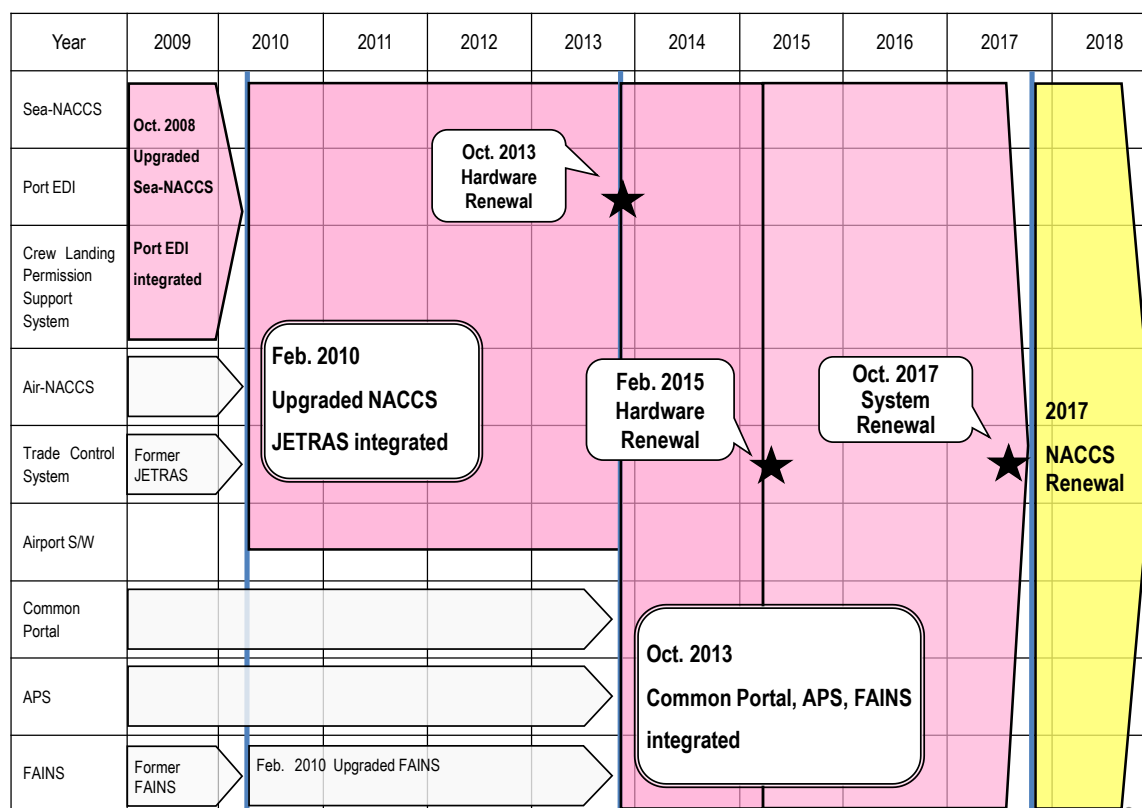 Year 2009 2010 2011 2012 2013 2014 2015 2016 2017 2018
Sea-NACCS
Oct. 2008
Upgraded
Sea-NACCS
Port EDI
integrated
Oct. 2013
Hardware
Renewal
Port EDI
Crew Landing
Permission
Support
System
Feb. 2010
Upgraded NACCS
JETRAS integrated
Feb. 2015
Hardware
Renewal
Oct. 2017
System
Renewal
2017
NACCS
Renewal
Air-NACCS
Trade Control
System
Former
JETRAS
Airport S/W
Common
Portal
Oct. 2013
Common Portal, APS, FAINS
integrated
APS
FAINS
Former
FAINS
Feb. 2010 Upgraded FAINS